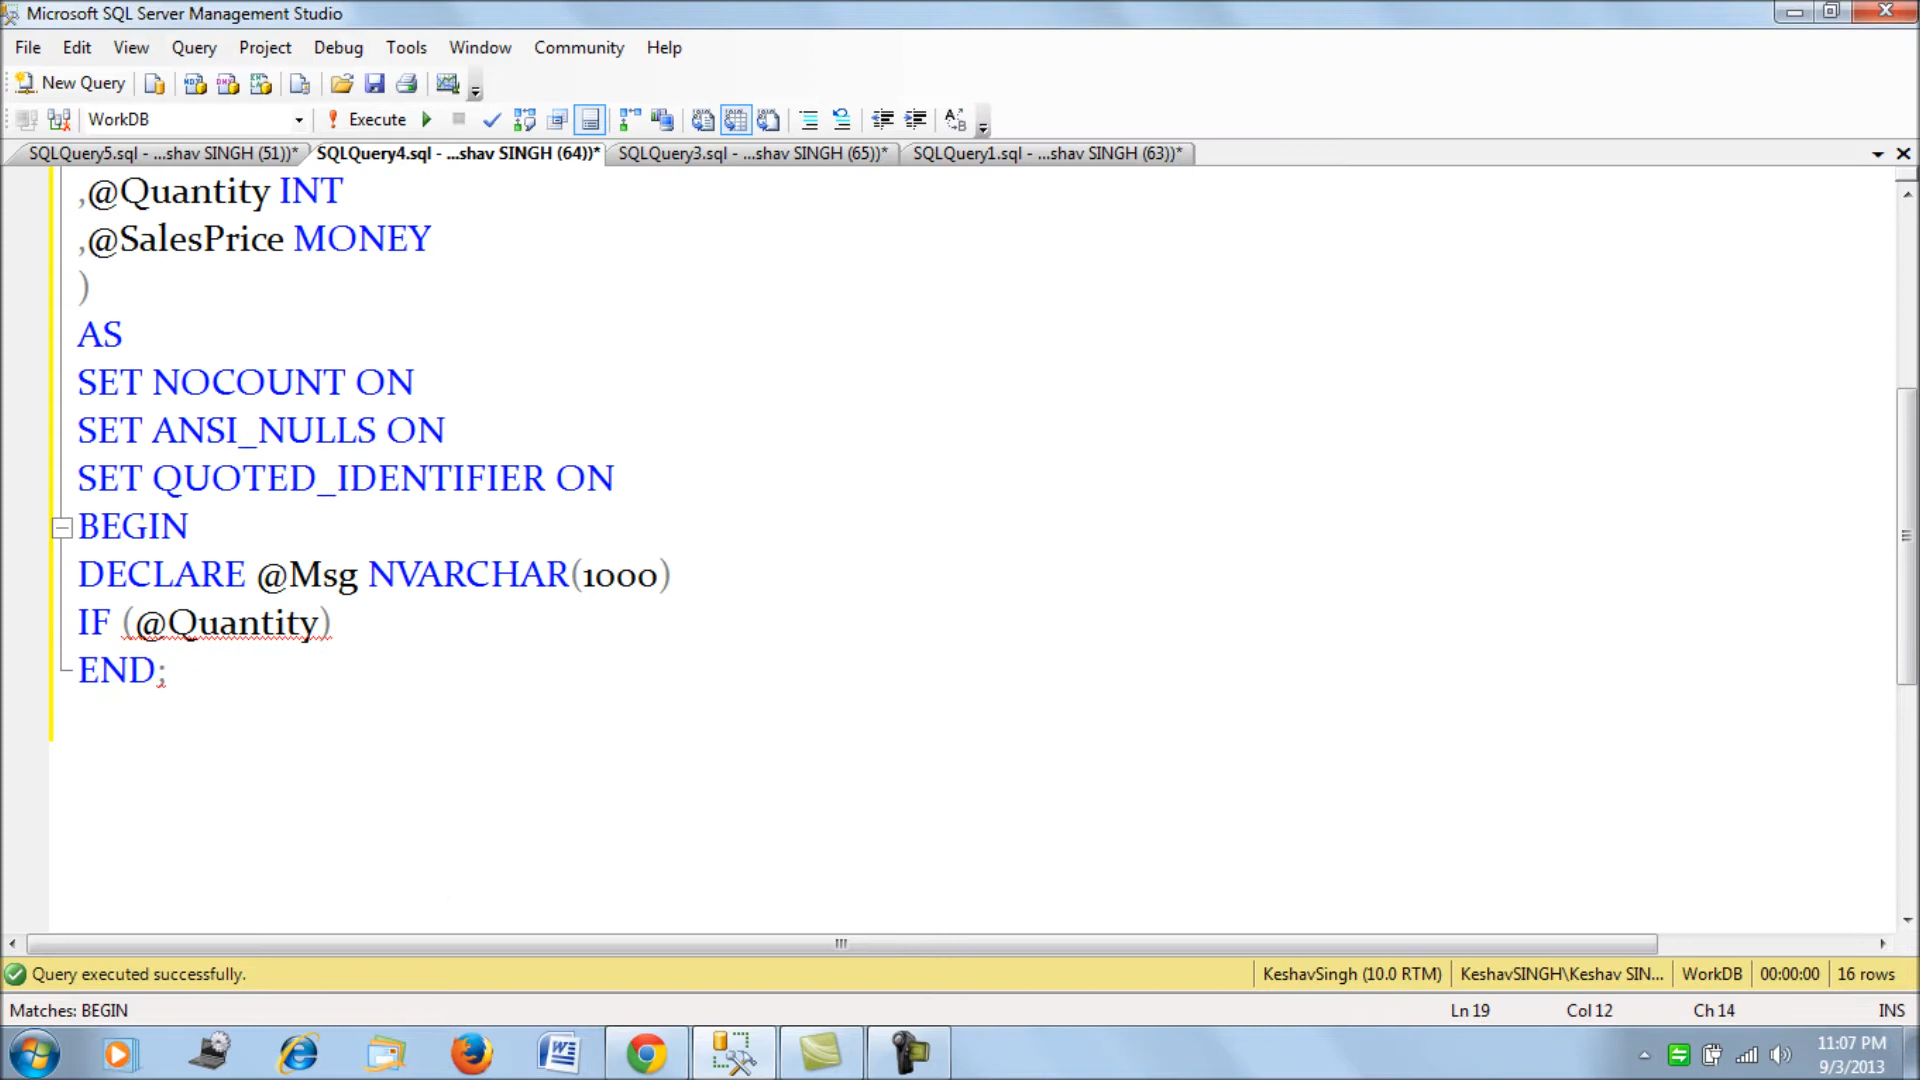 Microsoft SQL Server Management Studio
File Edit View Query Project Debug Tools Window Community Help
New Query
WorkDB Execute
SQLQuery5.sql - ...shav SINGH (51))* SQLQuery4.sql - ...shav SINGH (64))* SQLQuery3.sql - ...shav SINGH (65))* SQLQuery1.sql - ...shav SINGH (63))*
,@Quantity INT
,@SalesPrice MONEY
)
AS
SET NOCOUNT ON
SET ANSI_NULLS ON
SET QUOTED_IDENTIFIER ON
BEGIN
DECLARE @Msg NVARCHAR(1000)
IF (@Quantity)
END;
Query executed successfully. KeshavSingh (10.0 RTM) KeshavSINGH\Keshav SIN... WorkDB 00:00:00 16 rows
Matches: BEGIN Ln 19 Col 12 Ch 14 INS
11:07 PM
9/3/2013